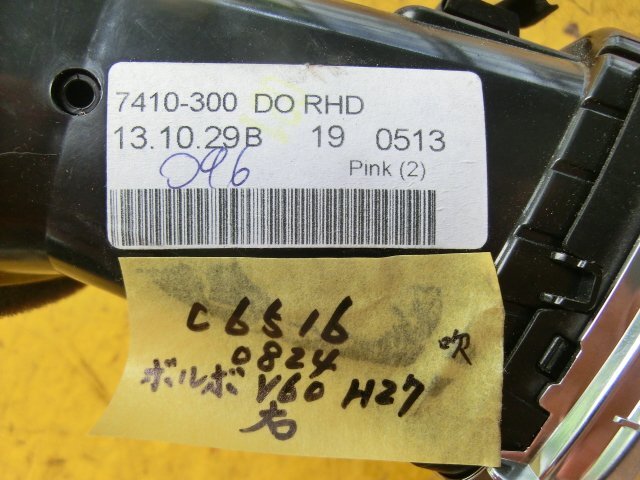 7410-300 DO RHD
13.10.29B 19 0513
096
Pink (2)
C6516
0824
吹
ボルボ V60 H27
右